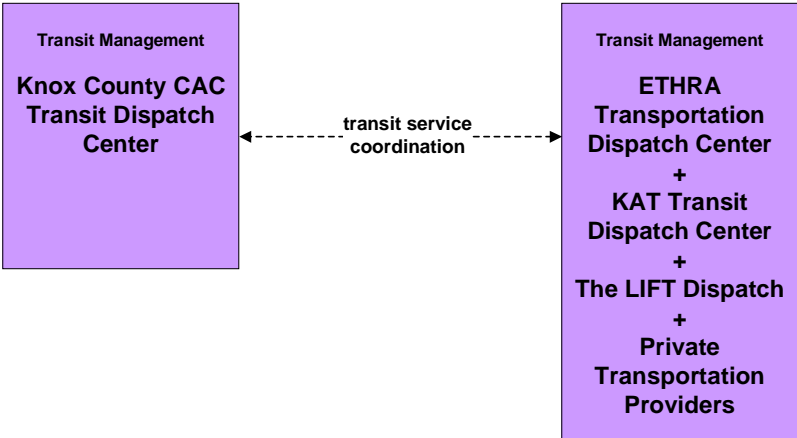 Transit Management
Knox County CAC
Transit Dispatch
Center
transit service
coordination
Transit Management
ETHRA
Transportation
Dispatch Center
+
KAT Transit
Dispatch Center
+
The LIFT Dispatch
+
Private
Transportation
Providers